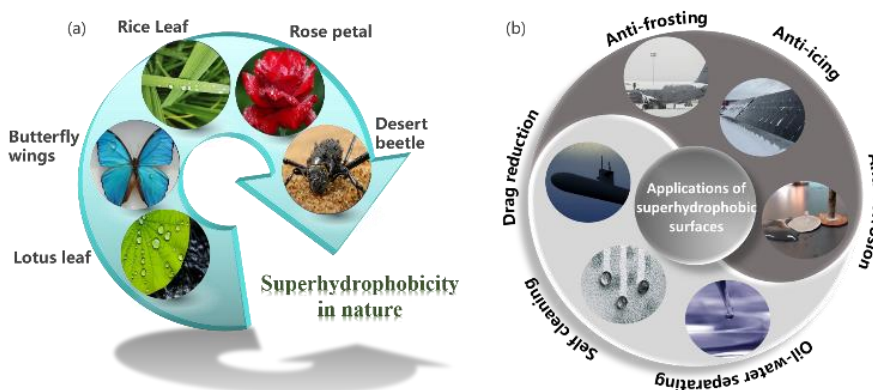 (a)
Rice Leaf
Rose petal
Butterfly
wings
Desert
beetle
Lotus leaf
Superhydrophobicity
in nature
(b)
Anti-frosting
Anti-icing
Drag reduction
Applications of
superhydrophobic
surfaces
Self cleaning
Oil-water separating